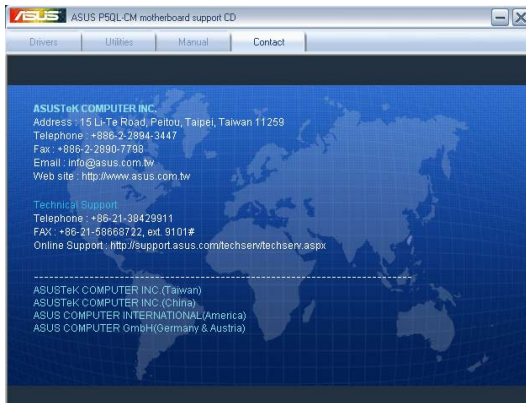 ASUS ASUS P5QL-CM motherboard support CD
Drivers Utilities Manual Contact
ASUSTeK COMPUTER INC.
Address : 15 Li-Te Road, Peitou, Taipei, Taiwan 11259
Telephone : +886-2-2894-3447
Fax : +886-2-2890-7798
Email : info@asus.com.tw
Web site : http://www.asus.com.tw
Technical Support
Telephone : +86-21-38429911
FAX : +86-21-58668722, ext. 9101#
Online Support : http://support.asus.com/techserv/techserv.aspx
ASUSTeK COMPUTER INC.(Taiwan)
ASUSTeK COMPUTER INC.(China)
ASUS COMPUTER INTERNATIONAL(America)
ASUS COMPUTER GmbH(Germany & Austria)